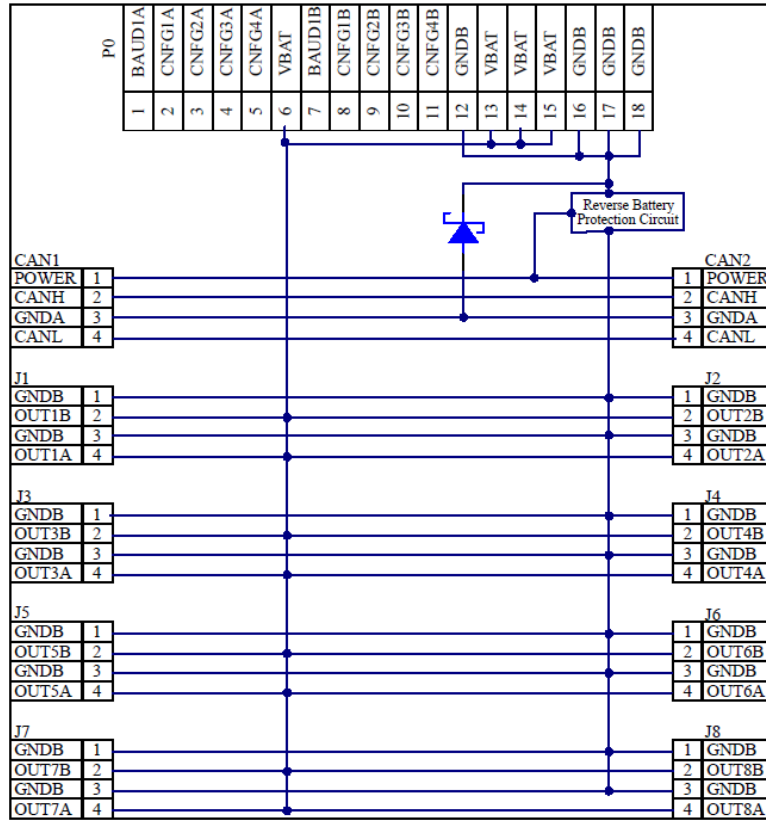 P0
BAUD1A
CNFG1A
CNFG2A
CNFG3A
CNFG4A
VBAT
BAUD1B
CNFG1B
CNFG2B
CNFG3B
CNFG4B
GNDB
VBAT
VBAT
VBAT
GNDB
GNDB
GNDB
1 2 3 4 5 6 7 8 9 10 11 12 13 14 15 16 17 18
Reverse Battery
Protection Circuit
CAN1
POWER 1
CANH 2
GNDA 3
CANL 4
CAN2
1 POWER
2 CANH
3 GNDA
4 CANL
J1
GNDB 1
OUT1B 2
GNDB 3
OUT1A 4
J2
1 GNDB
2 OUT2B
3 GNDB
4 OUT2A
J3
GNDB 1
OUT3B 2
GNDB 3
OUT3A 4
J4
1 GNDB
2 OUT4B
3 GNDB
4 OUT4A
J5
GNDB 1
OUT5B 2
GNDB 3
OUT5A 4
J6
1 GNDB
2 OUT6B
3 GNDB
4 OUT6A
J7
GNDB 1
OUT7B 2
GNDB 3
OUT7A 4
J8
1 GNDB
2 OUT8B
3 GNDB
4 OUT8A